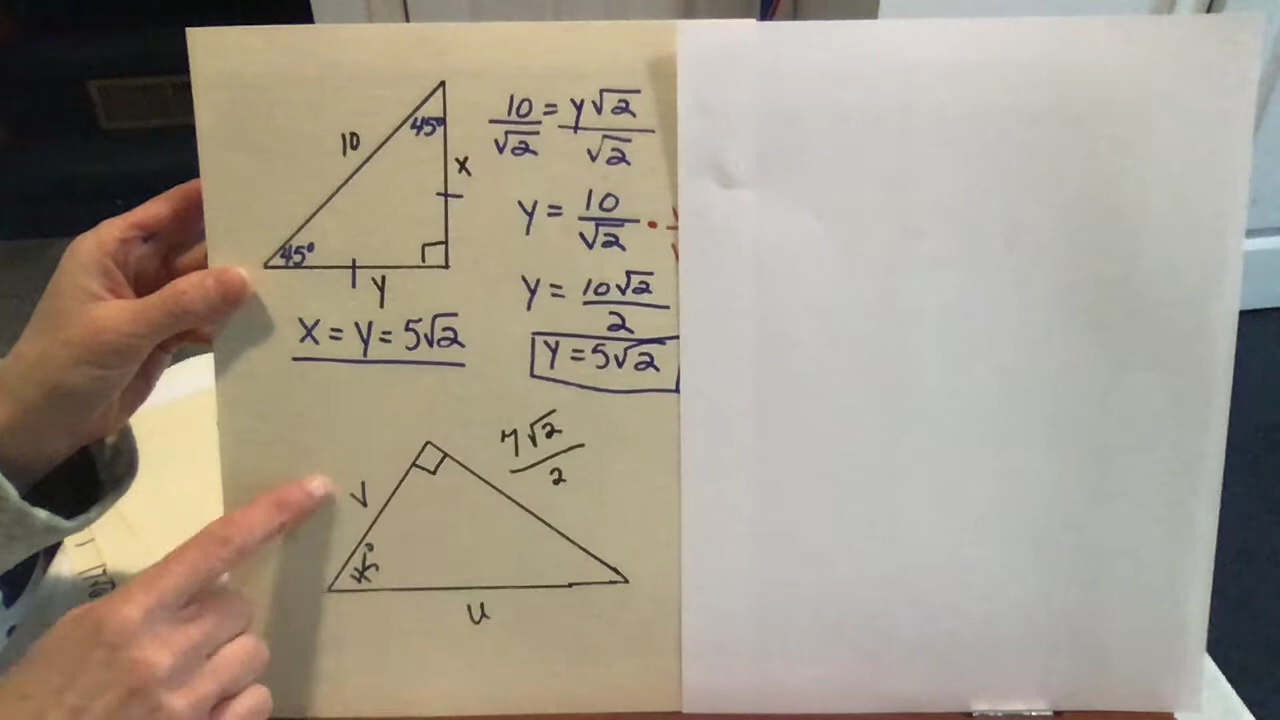 10
45°
45°
x
y
x = y = 5√2
10/√2 = y√2/√2
y = 10/√2 ·
y = 10√2/2
y = 5√2
7√2/2
v
45°
u